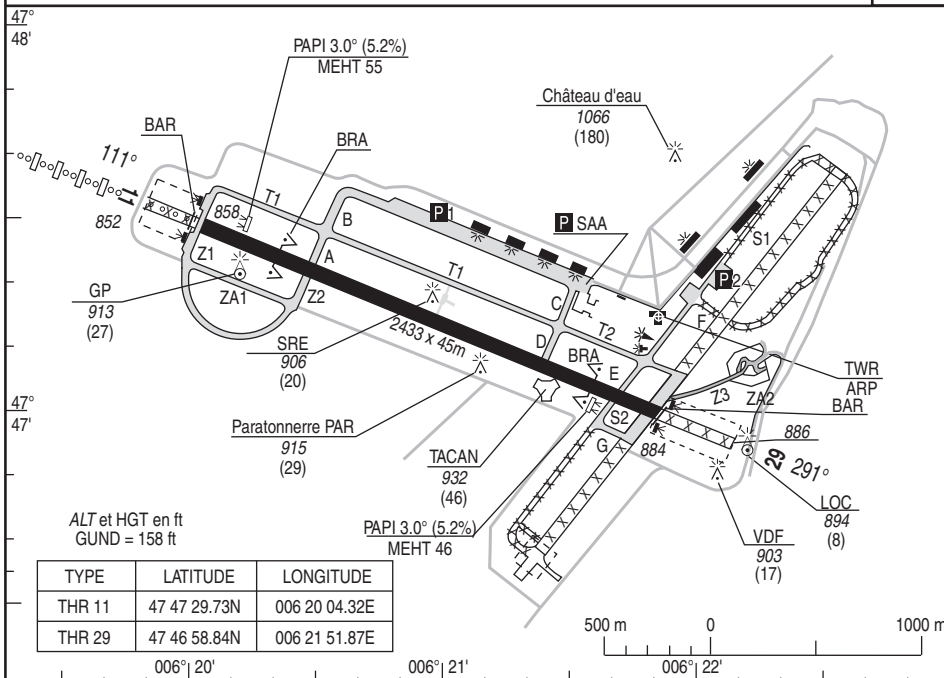 47°
48'
PAPI 3.0° (5.2%)
MEHT 55
Château d'eau
1066
(180)
BAR
BRA
111°
11
852
858
T1
B
P 1
P SAA
S1
Z1
A
T1
P 2
GP
913
(27)
ZA1
Z2
C
T2
F
SRE
906
(20)
2433 x 45m
D
BRA
E
TWR
ARP
BAR
47°
47'
Z3
ZA2
S2
Paratonnerre PAR
915
(29)
886
884
G
29
291°
TACAN
932
(46)
LOC
894
(8)
ALT et HGT en ft
GUND = 158 ft
PAPI 3.0° (5.2%)
MEHT 46
VDF
903
(17)
TYPE LATITUDE LONGITUDE
THR 11 47 47 29.73N 006 20 04.32E
THR 29 47 46 58.84N 006 21 51.87E
500 m 0 1000 m
006° 20' 006° 21' 006° 22'